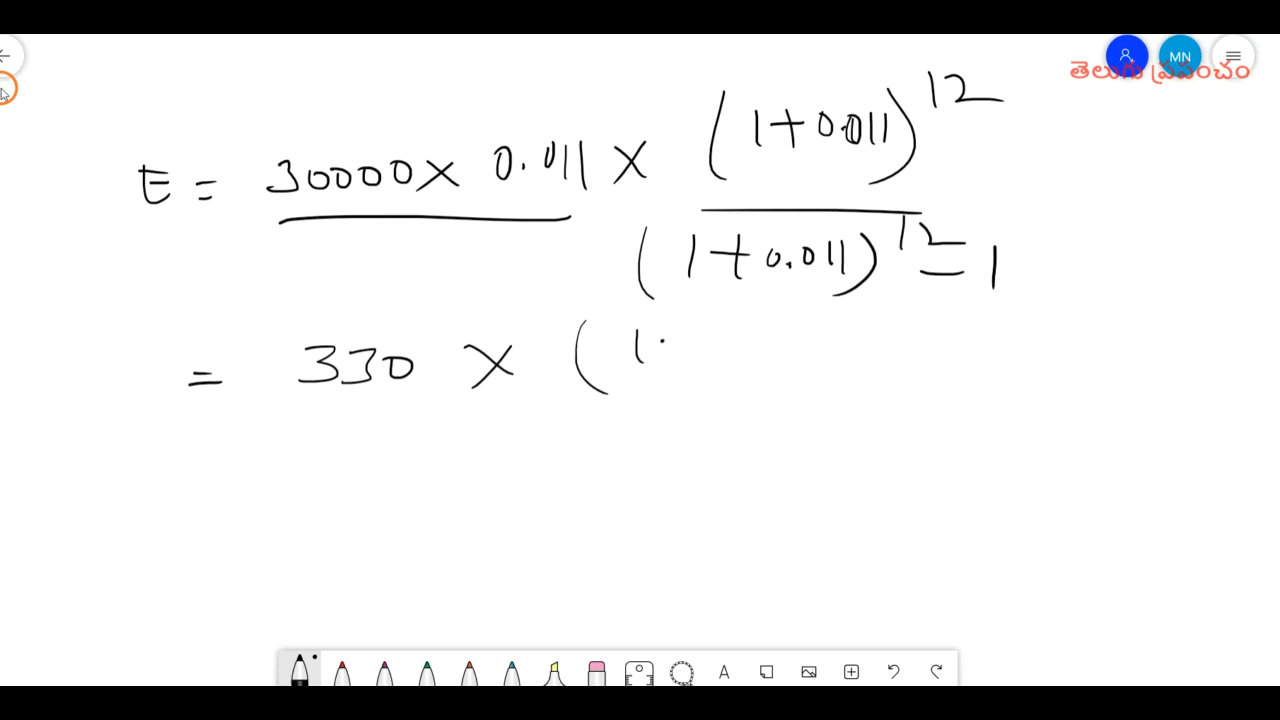 MN
తెలుగు ప్రపంచం
E = 30000 × 0.011 × (1+0.011)^12 / (1+0.011)^12 - 1
= 330 × (1.
A